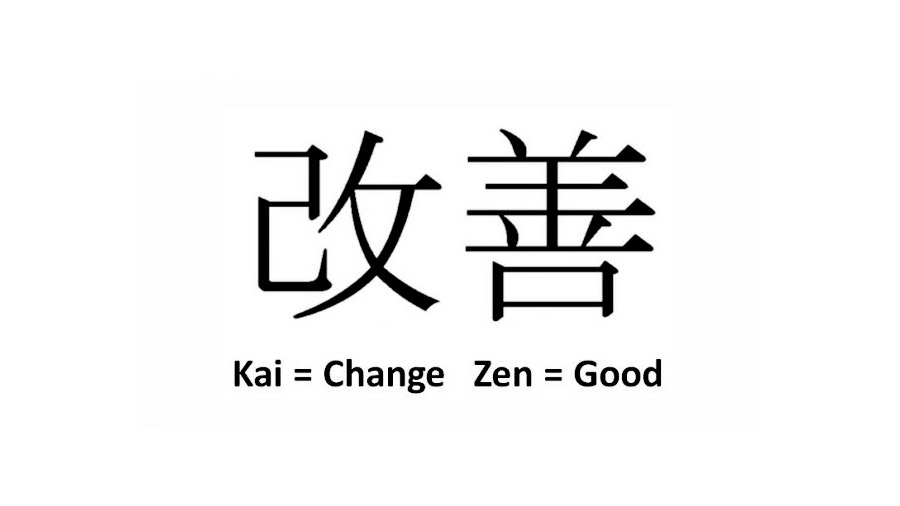 改善
Kai = Change Zen = Good